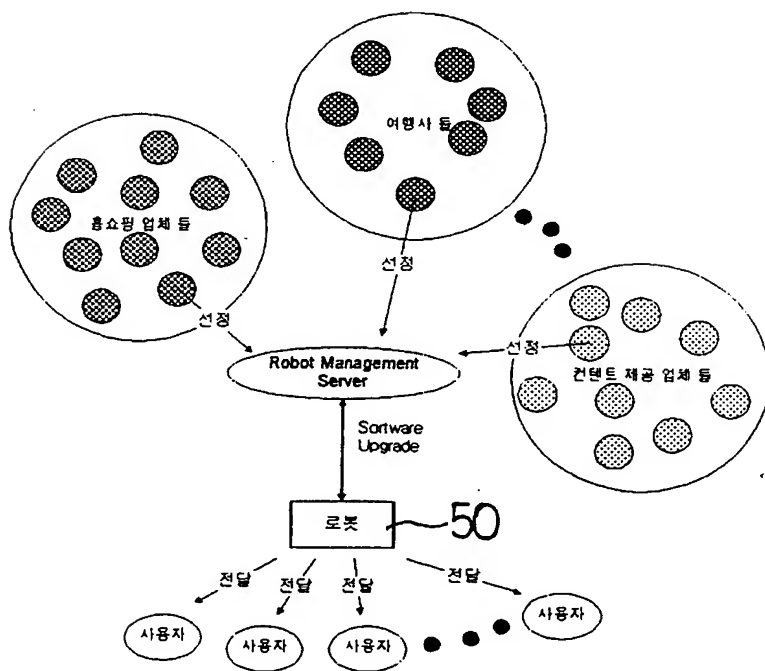 여행사 들
홈쇼핑 업체 들
선정
선정
선정
컨텐트 제공 업체 들
Robot Management
Server
Sortware
Upgrade
로봇
50
전달
전달
전달
전달
사용자
사용자
사용자
사용자